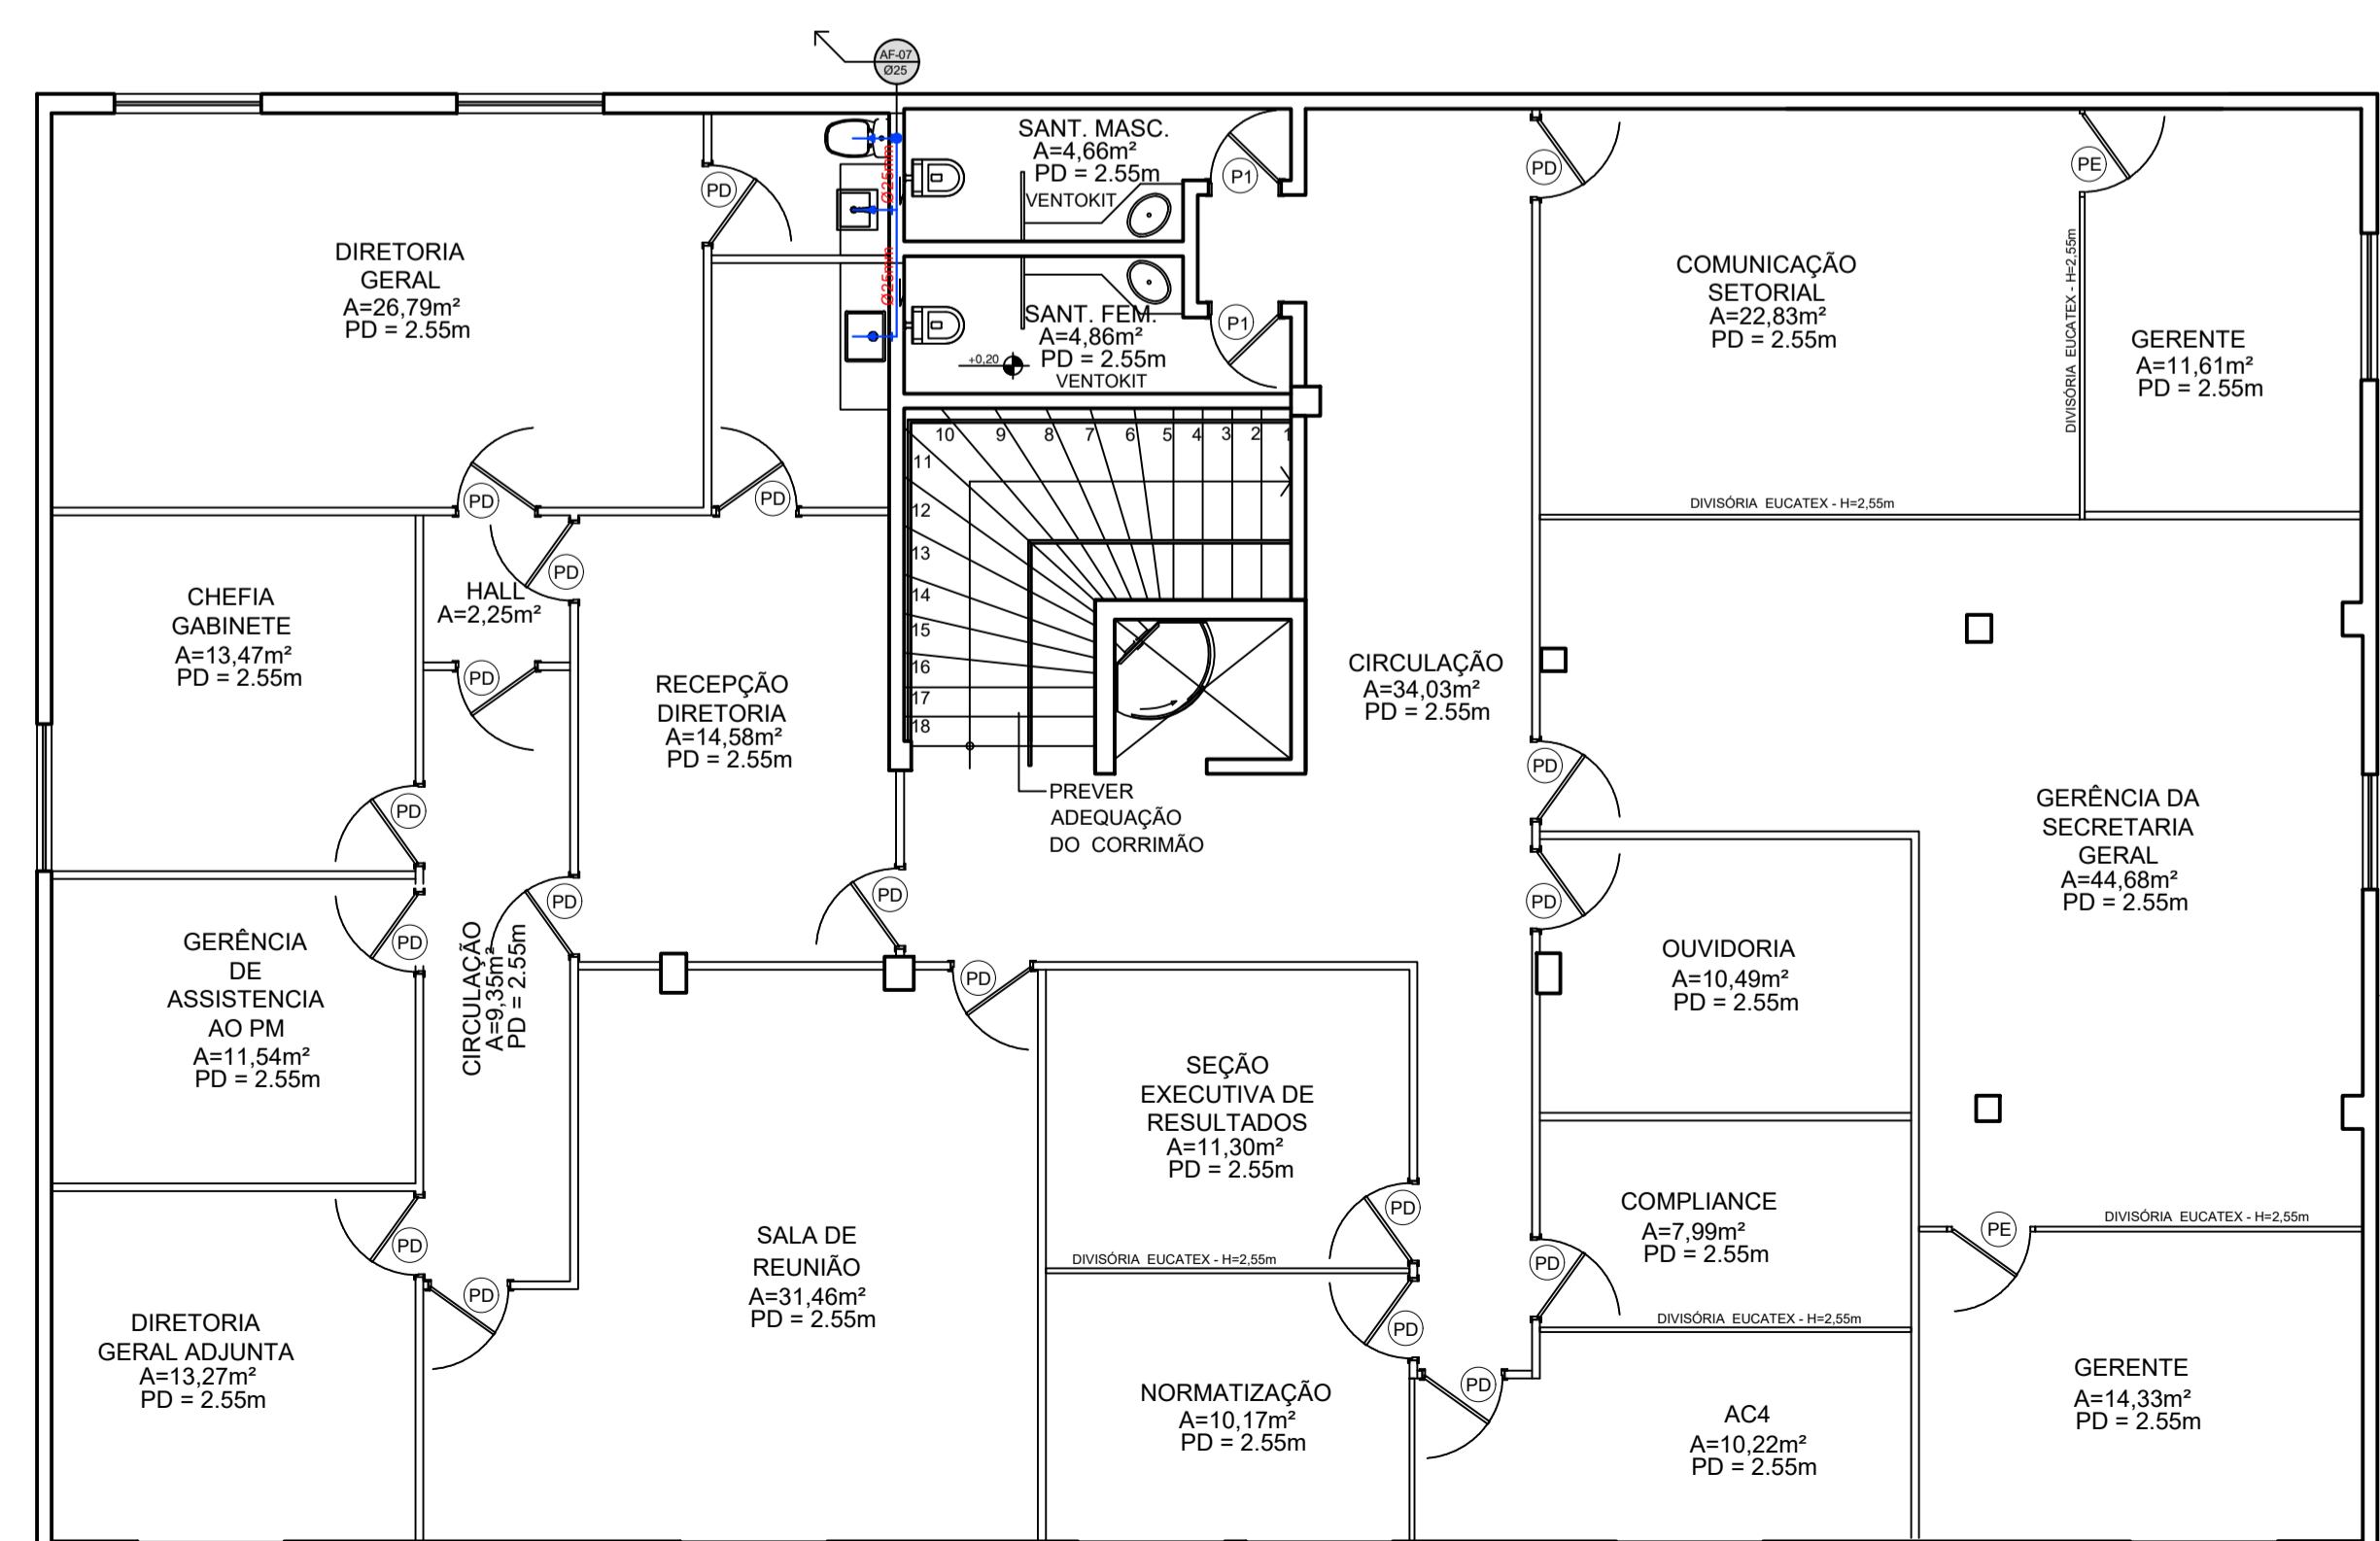 AF-07
Ø25
SANT. MASC.
A=4,66m²
PD = 2.55m
VENTOKIT
P1
PD
PD
PE
Ø25mm
Ø25mm
DIRETORIA
GERAL
A=26,79m²
PD = 2.55m
SANT. FEM.
A=4,86m²
PD = 2.55m
VENTOKIT
+0,20
P1
COMUNICAÇÃO
SETORIAL
A=22,83m²
PD = 2.55m
DIVISÓRIA EUCATEX - H=2,55m
GERENTE
A=11,61m²
PD = 2.55m
DIVISÓRIA EUCATEX - H=2,55m
10
9
8
7
6
5
4
3
2
1
11
12
13
14
15
16
17
18
PD
PD
PD
HALL
A=2,25m²
PD
CHEFIA
GABINETE
A=13,47m²
PD = 2.55m
PD
RECEPÇÃO
DIRETORIA
A=14,58m²
PD = 2.55m
PREVER
ADEQUAÇÃO
DO CORRIMÃO
CIRCULAÇÃO
A=34,03m²
PD = 2.55m
PD
PD
GERÊNCIA DA
SECRETARIA
GERAL
A=44,68m²
PD = 2.55m
PD
PD
PD
GERÊNCIA
DE
ASSISTENCIA
AO PM
A=11,54m²
PD = 2.55m
CIRCULAÇÃO
A=9,35m²
PD = 2.55m
PD
OUVIDORIA
A=10,49m²
PD = 2.55m
SEÇÃO
EXECUTIVA DE
RESULTADOS
A=11,30m²
PD = 2.55m
PD
DIVISÓRIA EUCATEX - H=2,55m
COMPLIANCE
A=7,99m²
PD = 2.55m
PD
DIVISÓRIA EUCATEX - H=2,55m
PE
DIVISÓRIA EUCATEX - H=2,55m
PD
PD
SALA DE
REUNIÃO
A=31,46m²
PD = 2.55m
DIRETORIA
GERAL ADJUNTA
A=13,27m²
PD = 2.55m
PD
NORMATIZAÇÃO
A=10,17m²
PD = 2.55m
PD
AC4
A=10,22m²
PD = 2.55m
GERENTE
A=14,33m²
PD = 2.55m